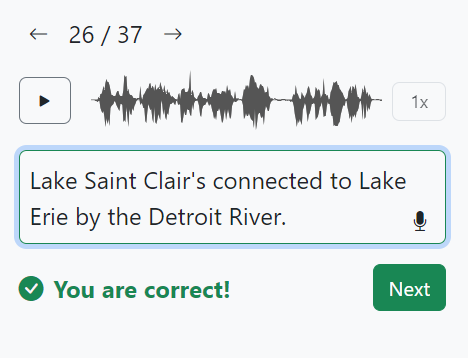 26 / 37
1x
Lake Saint Clair's connected to Lake
Erie by the Detroit River.
You are correct!
Next